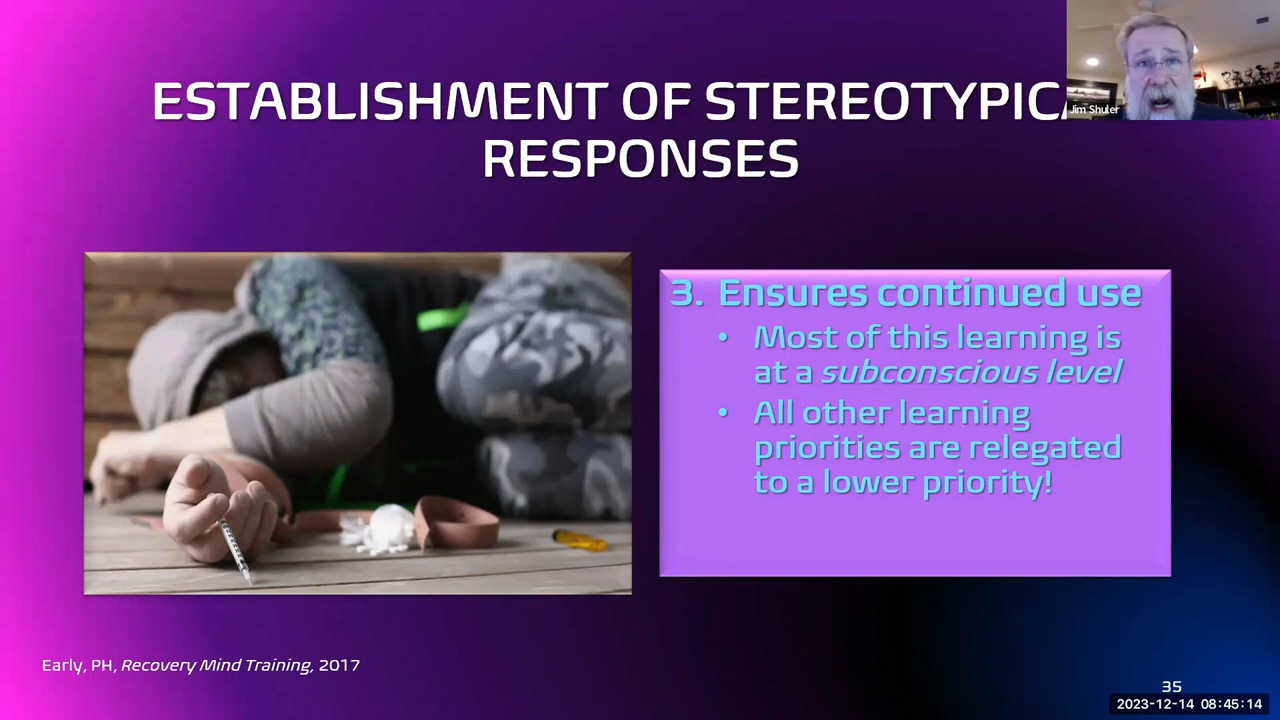 ESTABLISHMENT OF STEREOTYPICA
RESPONSES
Jim Shuler
3. Ensures continued use
• Most of this learning is
at a subconscious level
• All other learning
priorities are relegated
to a lower priority!
Early, PH, Recovery Mind Training, 2017
35
2023-12-14 08:45:14